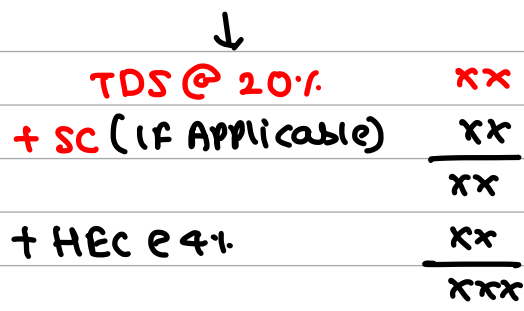 TDS @ 20% xx
+ SC (IF Applicable) xx
xx
+ HEC @ 4% xx
xxx